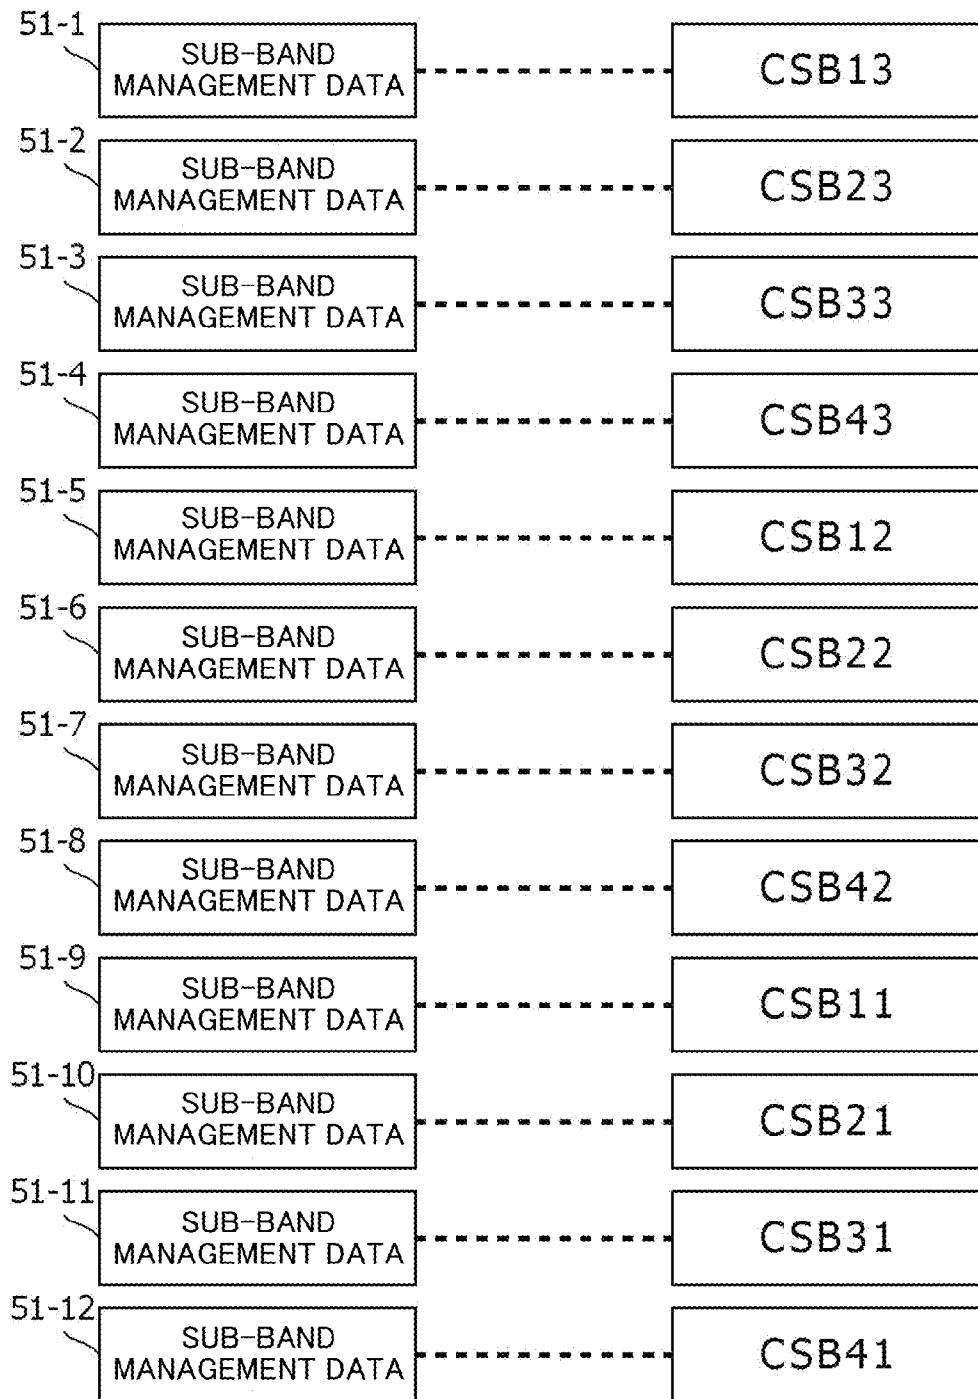 51-1
SUB-BAND
MANAGEMENT DATA
CSB13
51-2
SUB-BAND
MANAGEMENT DATA
CSB23
51-3
SUB-BAND
MANAGEMENT DATA
CSB33
51-4
SUB-BAND
MANAGEMENT DATA
CSB43
51-5
SUB-BAND
MANAGEMENT DATA
CSB12
51-6
SUB-BAND
MANAGEMENT DATA
CSB22
51-7
SUB-BAND
MANAGEMENT DATA
CSB32
51-8
SUB-BAND
MANAGEMENT DATA
CSB42
51-9
SUB-BAND
MANAGEMENT DATA
CSB11
51-10
SUB-BAND
MANAGEMENT DATA
CSB21
51-11
SUB-BAND
MANAGEMENT DATA
CSB31
51-12
SUB-BAND
MANAGEMENT DATA
CSB41